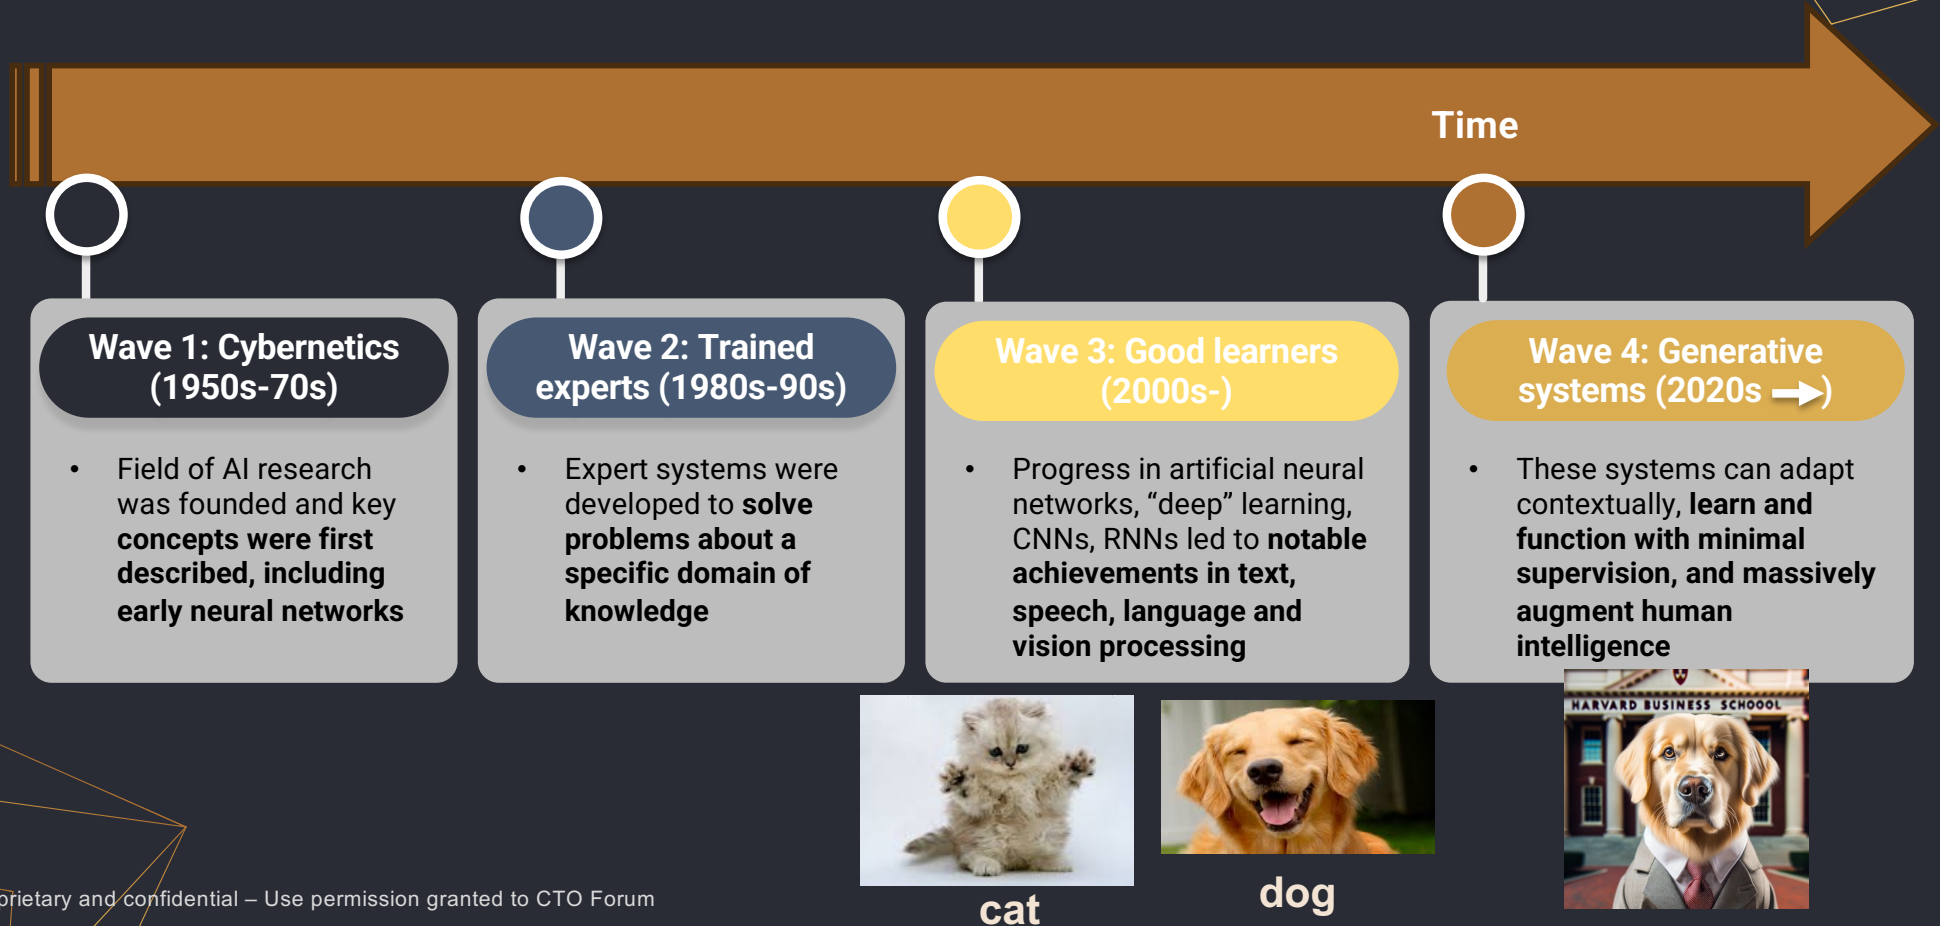 Time
Wave 1: Cybernetics
(1950s-70s)
• Field of AI research
was founded and key
concepts were first
described, including
early neural networks
Wave 2: Trained
experts (1980s-90s)
• Expert systems were
developed to solve
problems about a
specific domain of
knowledge
Wave 3: Good learners
(2000s-)
• Progress in artificial neural
networks, “deep” learning,
CNNs, RNNs led to notable
achievements in text,
speech, language and
vision processing
Wave 4: Generative
systems (2020s ➞)
• These systems can adapt
contextually, learn and
function with minimal
supervision, and massively
augment human
intelligence
HARVARD BUSINESS SCHOOOL
cat
dog
prietary and confidential – Use permission granted to CTO Forum